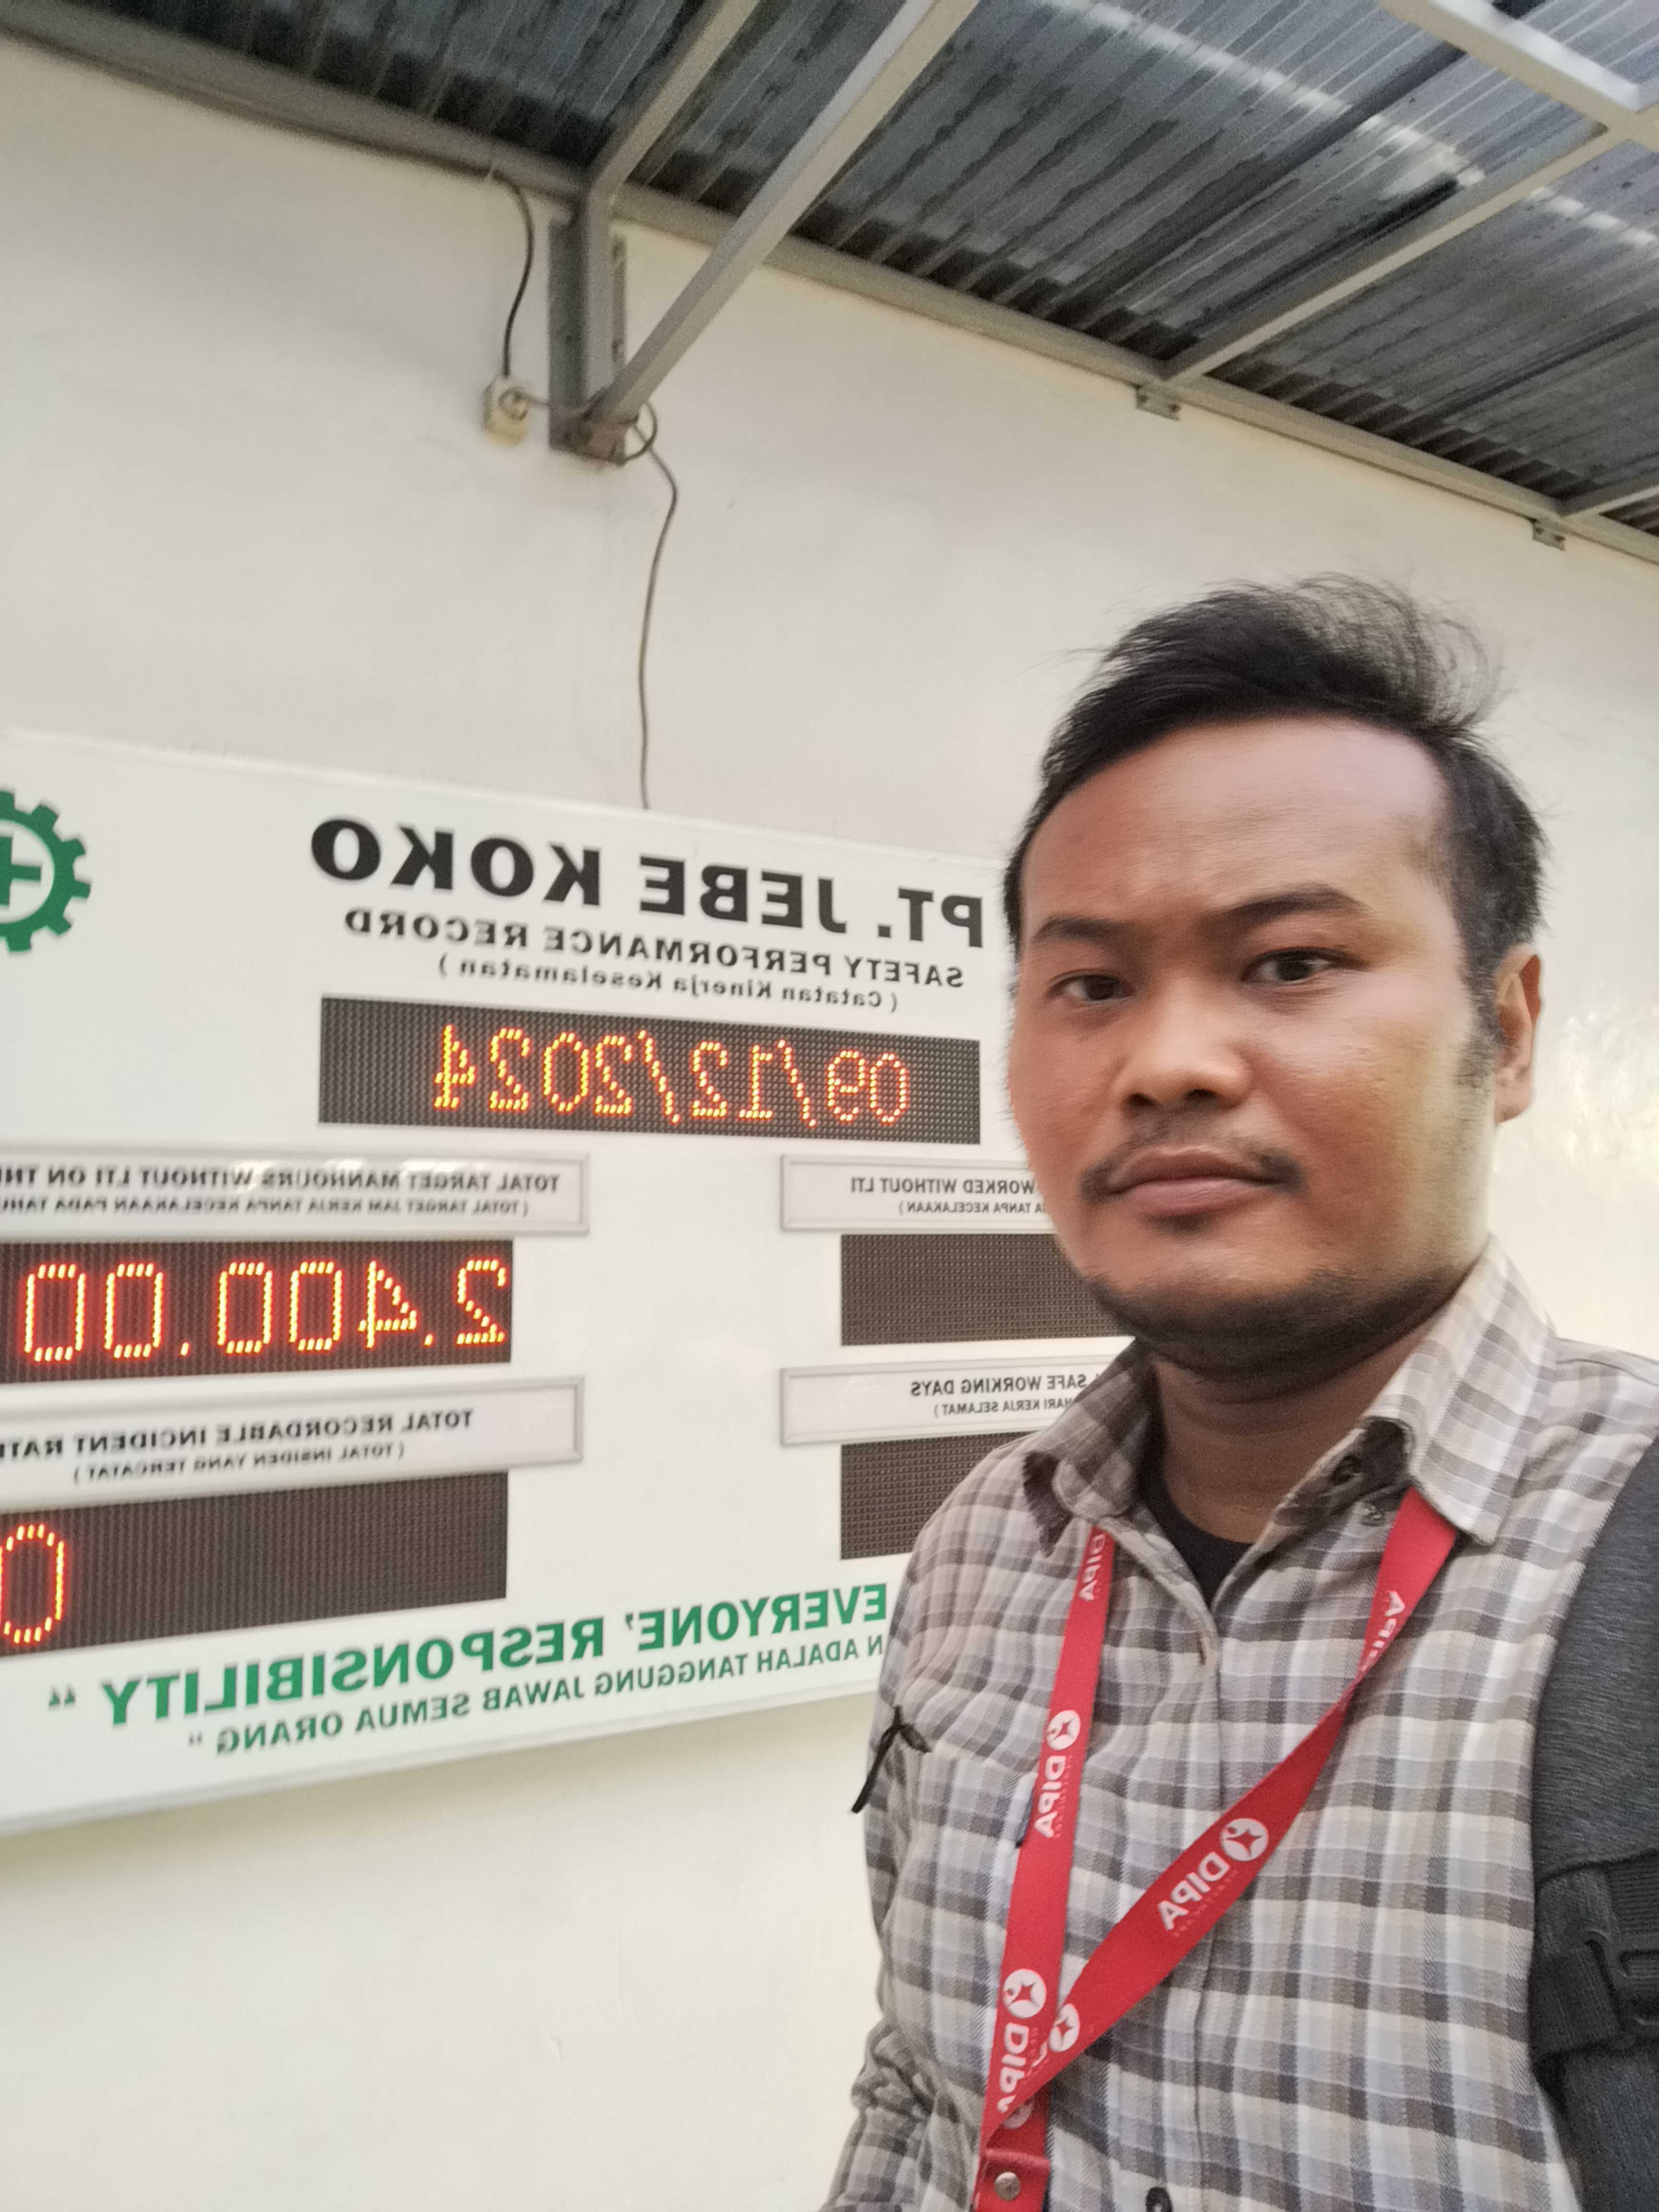 PT. JEBE KOKO
SAFETY PERFORMANCE RECORD
( Catatan Kinerja Keselamatan )
09/12/2024
WORKED WITHOUT LTI
TANPA KECELAKAAN )
TOTAL TARGET MANHOURS WITHOUT LTI ON
( TOTAL TARGET JAM KERJA TANPA KECELAKAAN PADA
2.400.00
SAFE WORKING DAYS
HARI KERJA SELAMAT )
TOTAL RECORDABLE INCIDENT
( TOTAL INSIDEN YANG TERCATAT )
0
EVERYONE' RESPONSIBILITY "
ADALAH TANGGUNG JAWAB SEMUA ORANG "
DIPA
DIPA
DIPA
DIPA